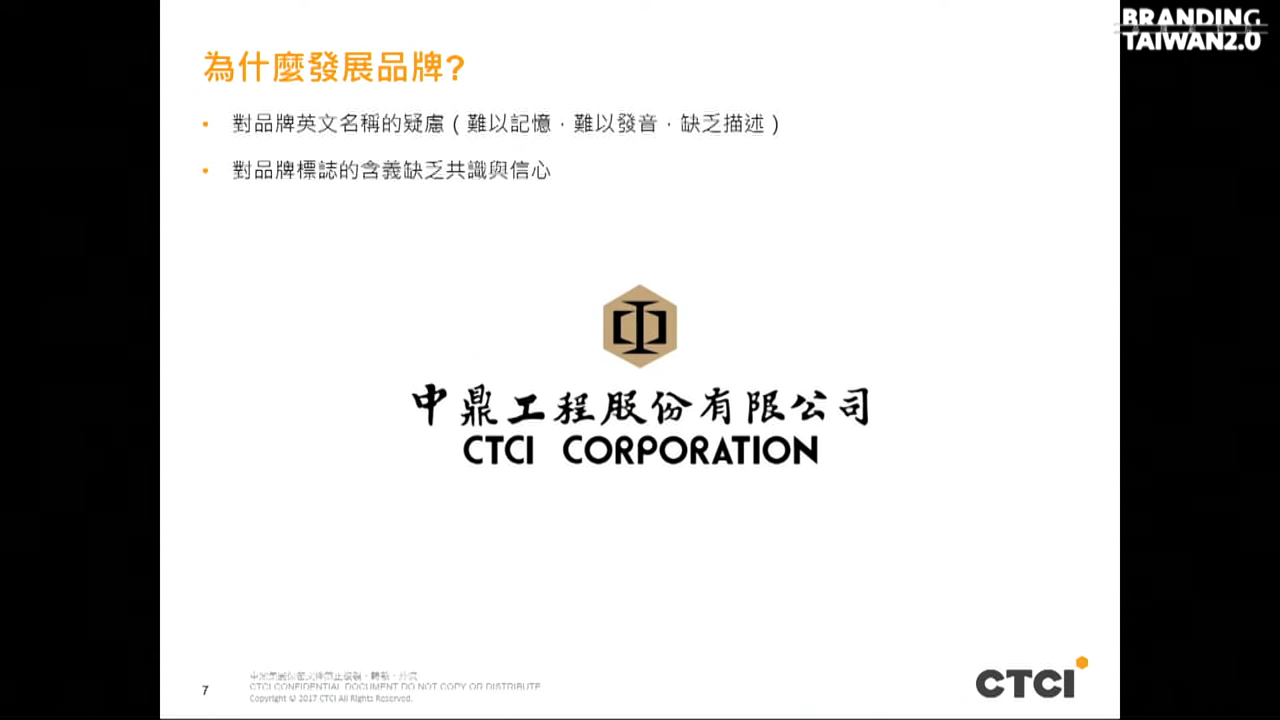 BRANDING
TAIWAN2.0
為什麼發展品牌?
• 對品牌英文名稱的疑慮 ( 難以記憶，難以發音，缺乏描述 )
• 對品牌標誌的含義缺乏共識與信心
中鼎工程股份有限公司
CTCI CORPORATION
7
CTCI CONFIDENTIAL DOCUMENT DO NOT COPY OR DISTRIBUTE
Copyright © 2017 CTCI All Rights Reserved.
CTCI